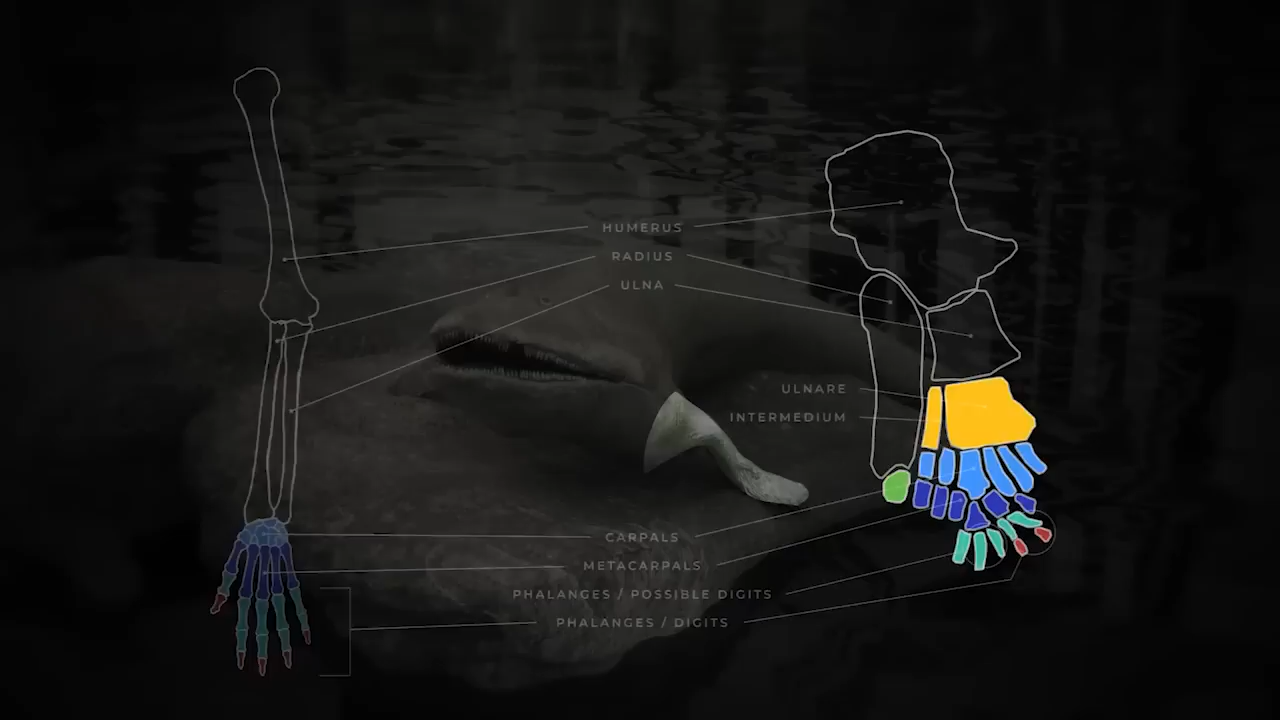 HUMERUS
RADIUS
ULNA
ULNARE
INTERMEDIUM
CARPALS
METACARPALS
PHALANGES / POSSIBLE DIGITS
PHALANGES / DIGITS